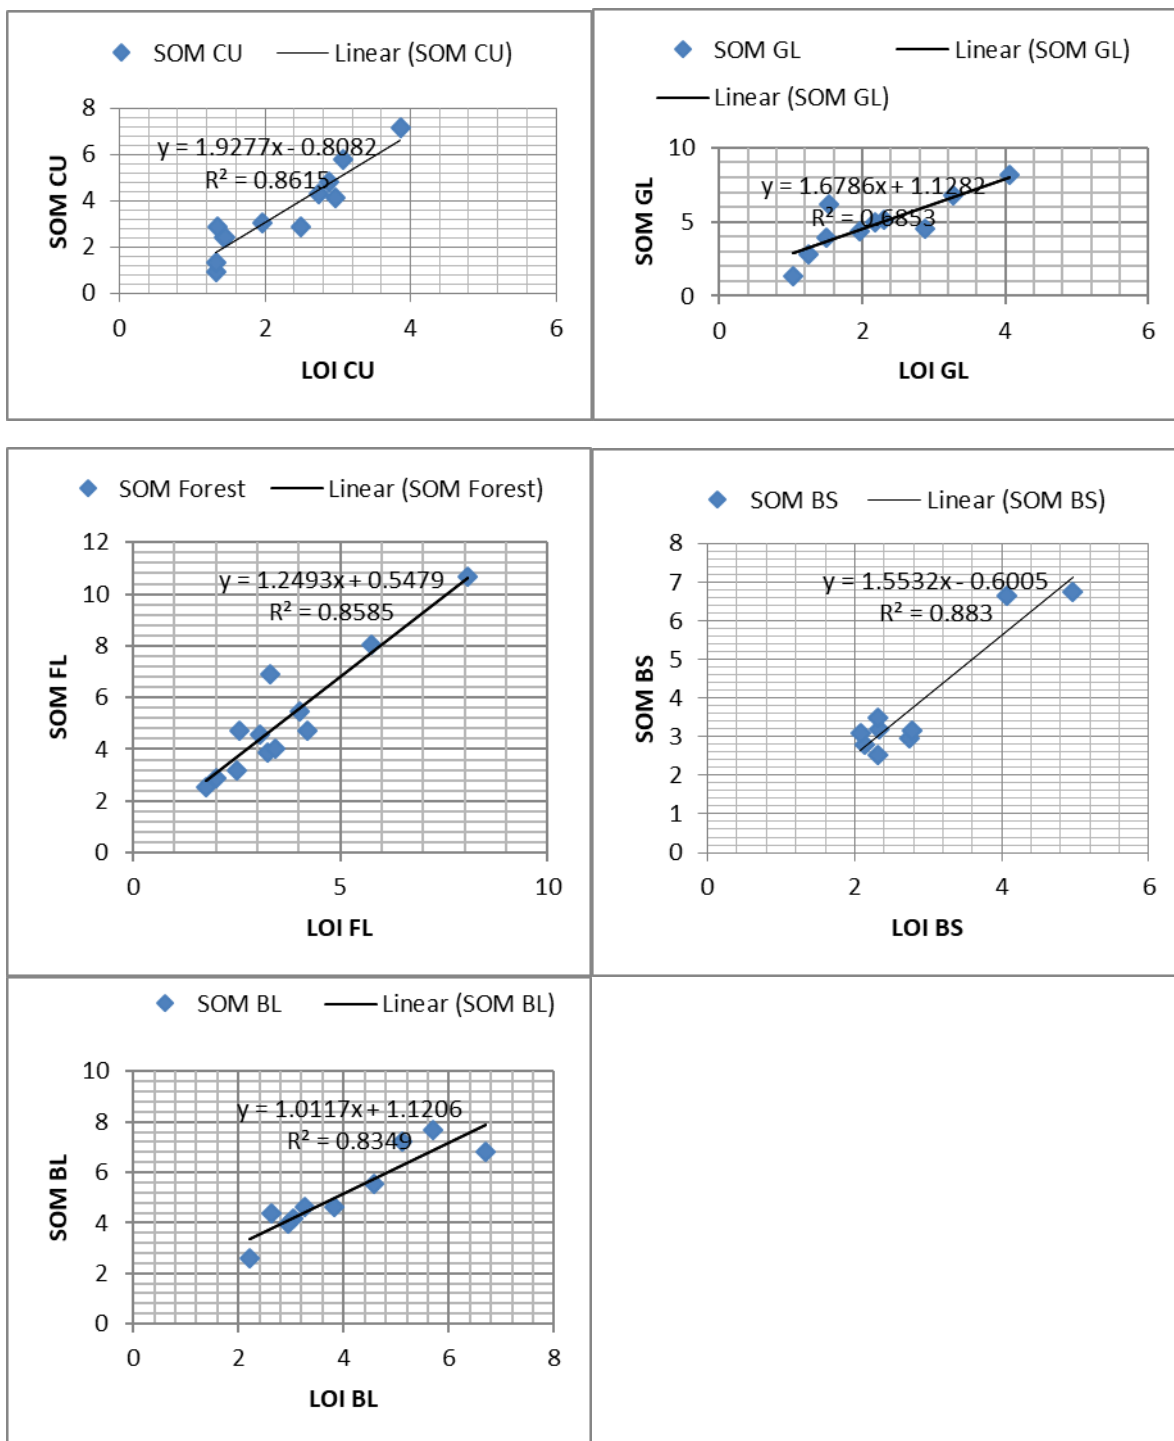 SOM CU Linear (SOM CU)
8
6
4
2
0
y = 1.9277x - 0.8082
R² = 0.8615
SOM CU
0 2 4 6
LOI CU
SOM GL Linear (SOM GL)
Linear (SOM GL)
10
5
0
y = 1.6786x + 1.1282
R² = 0.6853
SOM GL
0 2 4 6
LOI GL
SOM Forest Linear (SOM Forest)
12
10
8
6
4
2
0
y = 1.2493x + 0.5479
R² = 0.8585
SOM FL
0 5 10
LOI FL
SOM BS Linear (SOM BS)
8
7
6
5
4
3
2
1
0
y = 1.5532x - 0.6005
R² = 0.883
SOM BS
0 2 4 6
LOI BS
SOM BL Linear (SOM BL)
10
8
6
4
2
0
y = 1.0117x + 1.1206
R² = 0.8349
SOM BL
0 2 4 6 8
LOI BL